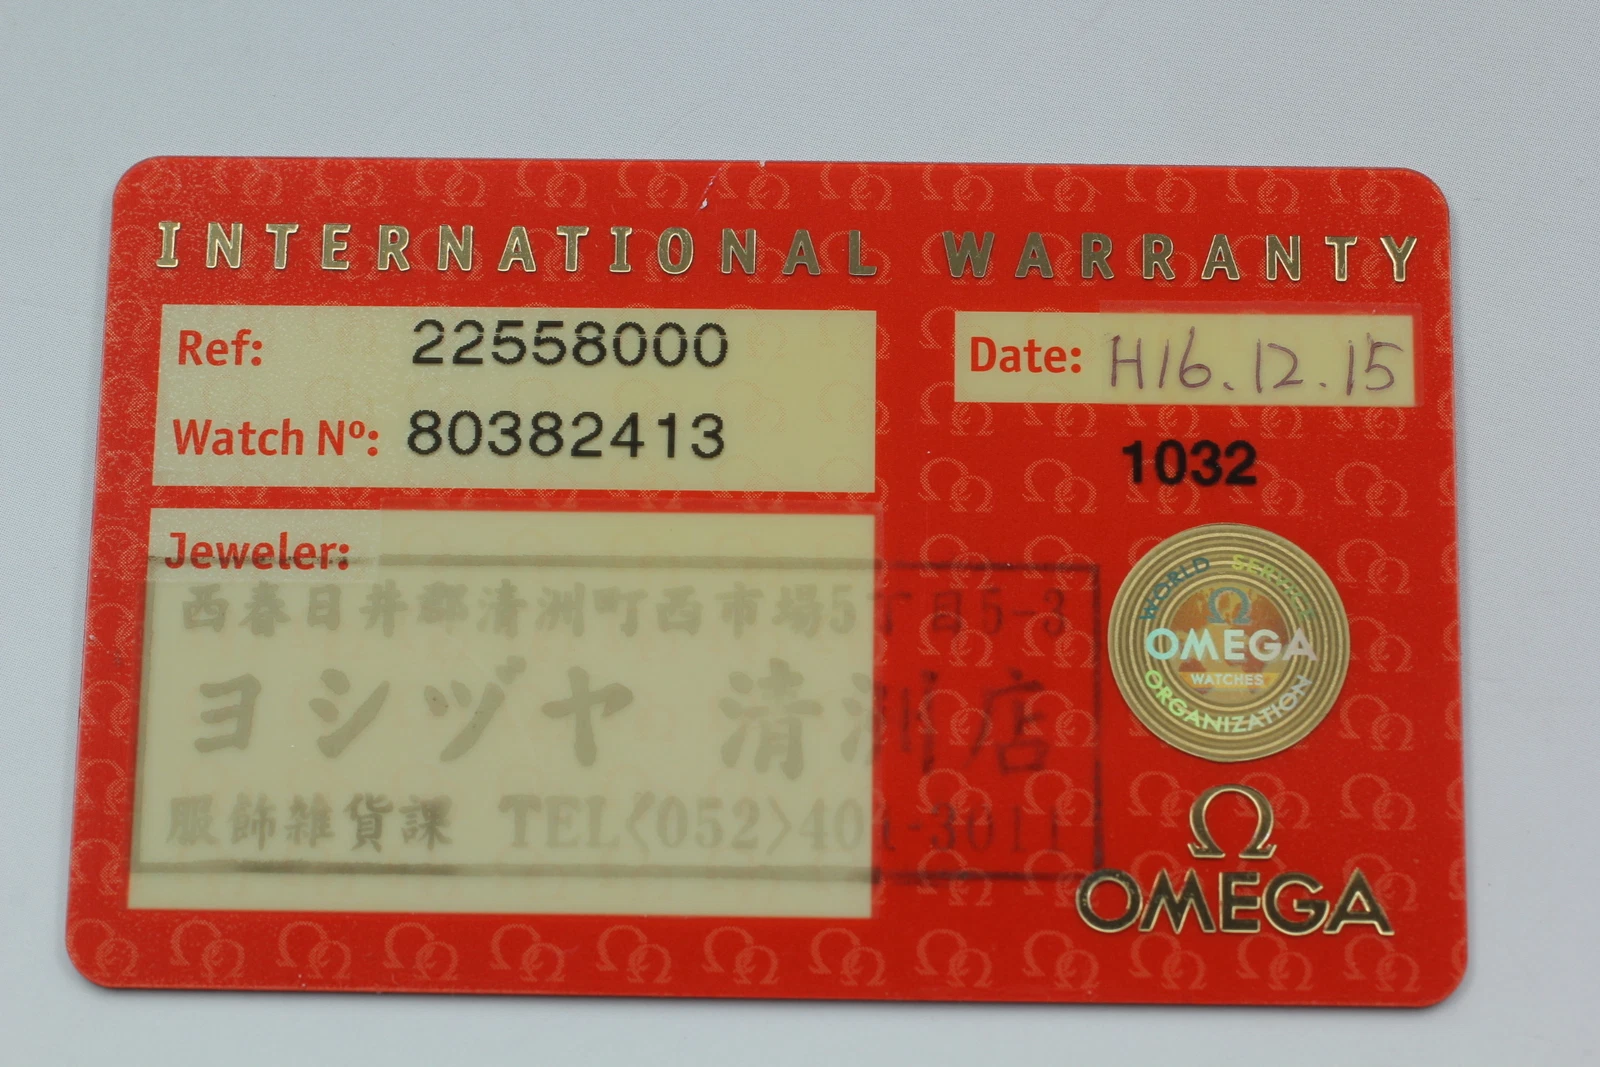 INTERNATIONAL WARRANTY
Ref: 22558000
Watch Nº: 80382413
Date: H16.12.15
1032
Jeweler:
西春日井郡清洲町西市場5丁目5-3
ヨシヅヤ 清洲店
服飾雑貨課 TEL〈052〉401-3011
WORLD SERVICE
Ω
OMEGA
WATCHES
ORGANIZATION
Ω
OMEGA